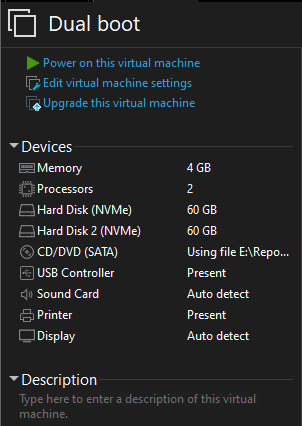 Dual boot
Power on this virtual machine
Edit virtual machine settings
Upgrade this virtual machine
Devices
Memory 4 GB
Processors 2
Hard Disk (NVMe) 60 GB
Hard Disk 2 (NVMe) 60 GB
CD/DVD (SATA) Using file E:\Repo...
USB Controller Present
Sound Card Auto detect
Printer Present
Display Auto detect
Description
Type here to enter a description of this virtual
machine.